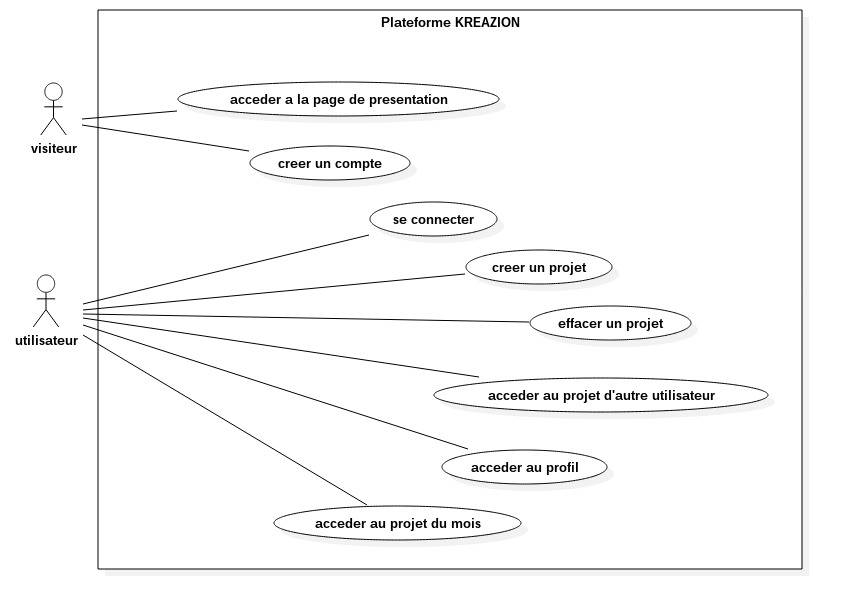 Plateforme KREAZION
acceder a la page de presentation
visiteur
creer un compte
se connecter
creer un projet
effacer un projet
utilisateur
acceder au projet d'autre utilisateur
acceder au profil
acceder au projet du mois